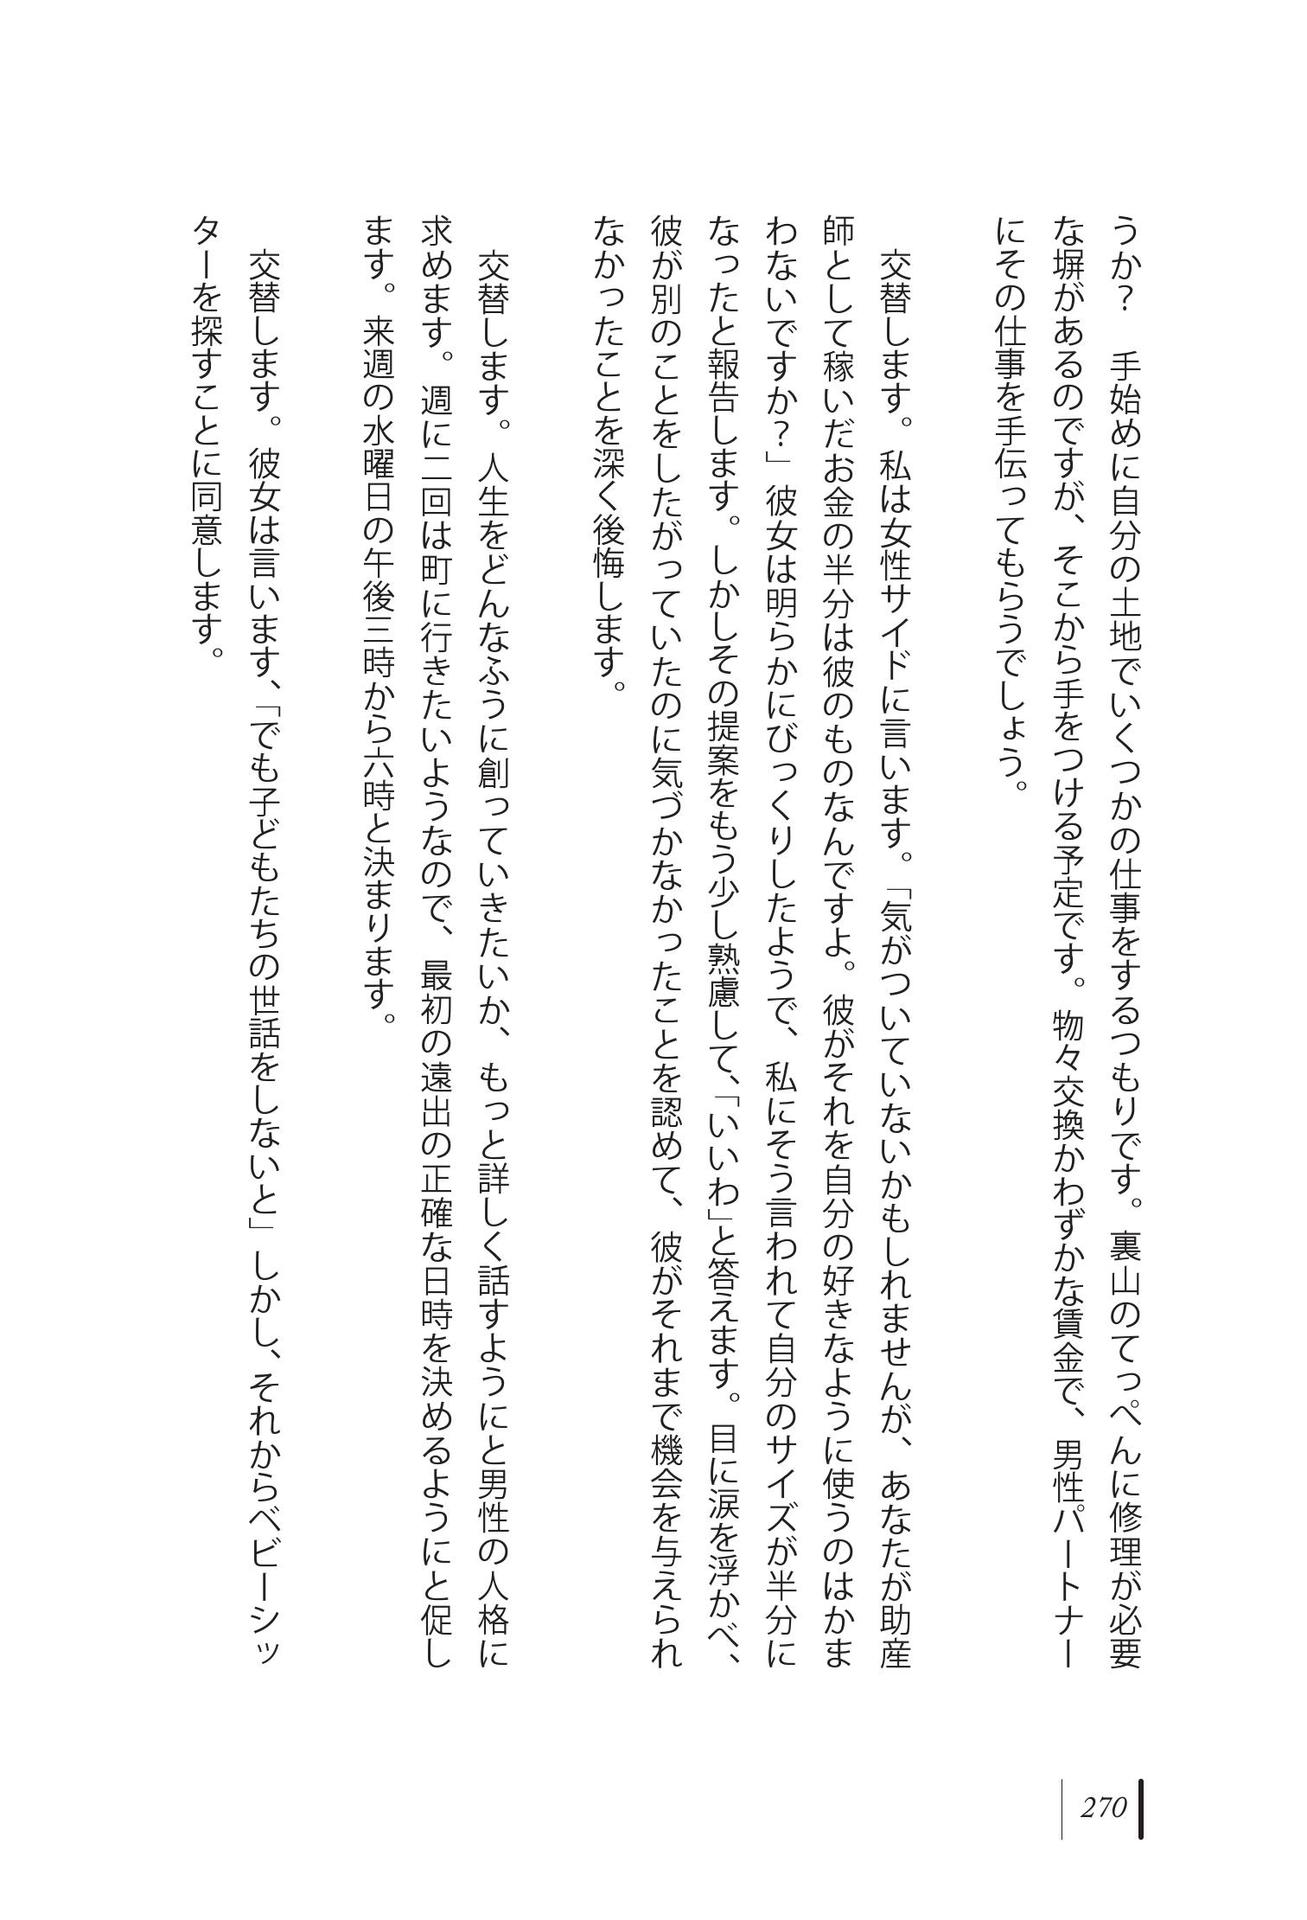 うか？　手始めに自分の土地でいくつかの仕事をするつもりです。裏山のてっぺんに修理が必要
な塀があるのですが、そこから手をつける予定です。物々交換かわずかな賃金で、男性パートナー
にその仕事を手伝ってもらうでしょう。
　交替します。私は女性サイドに言います。「気がついていないかもしれませんが、あなたが助産
師として稼いだお金の半分は彼のものなんですよ。彼がそれを自分の好きなように使うのはかま
わないですか？」彼女は明らかにびっくりしたようで、私にそう言われて自分のサイズが半分に
なったと報告します。しかしその提案をもう少し熟慮して、「いいわ」と答えます。目に涙を浮かべ、
彼が別のことをしたがっていたのに気づかなかったことを認めて、彼がそれまで機会を与えられ
なかったことを深く後悔します。
　交替します。人生をどんなふうに創っていきたいか、もっと詳しく話すようにと男性の人格に
求めます。週に二回は町に行きたいようなので、最初の遠出の正確な日時を決めるようにと促し
ます。来週の水曜日の午後三時から六時と決まります。
　交替します。彼女は言います、「でも子どもたちの世話をしないと」しかし、それからベビーシッ
ターを探すことに同意します。
270